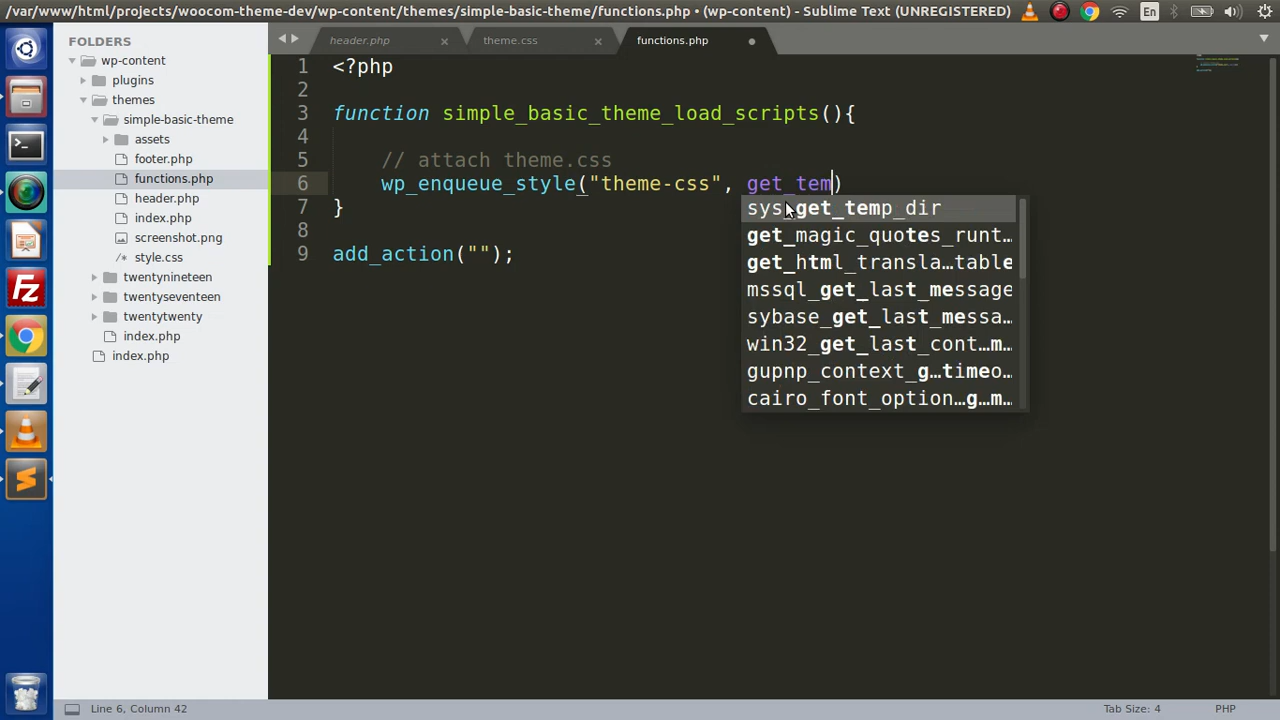 /var/www/html/projects/woocom-theme-dev/wp-content/themes/simple-basic-theme/functions.php • (wp-content) - Sublime Text (UNREGISTERED)
En
FOLDERS
wp-content
plugins
themes
simple-basic-theme
assets
footer.php
functions.php
header.php
index.php
screenshot.png
/* style.css
twentynineteen
twentyseventeen
twentytwenty
index.php
index.php
header.php ×
theme.css ×
functions.php
1 <?php
2
3 function simple_basic_theme_load_scripts(){
4
5 // attach theme.css
6 wp_enqueue_style("theme-css", get_tem)
7 }
8
9 add_action("");
sys_get_temp_dir
get_magic_quotes_runt…
get_html_transla…table
mssql_get_last_message
sybase_get_last_messa…
win32_get_last_cont…m…
gupnp_context_g…timeo…
cairo_font_option…g…m…
Line 6, Column 42
Tab Size: 4
PHP